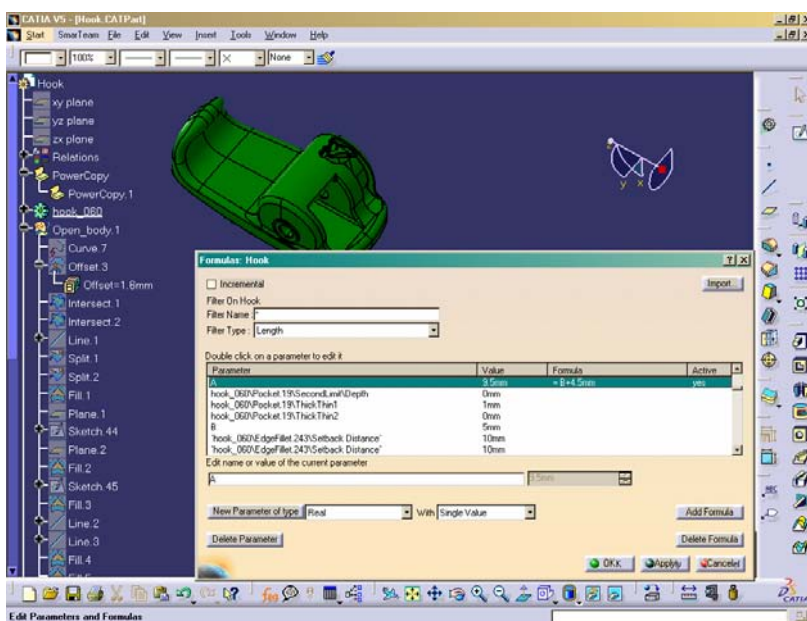 CATIA V5 - [Hook.CATPart]
Start SmarTeam File Edit View Insert Tools Window Help
100% None
Hook
xy plane
yz plane
zx plane
Relations
PowerCopy
PowerCopy.1
hook_060
Open_body.1
Curve.7
Offset.3
Offset=1.6mm
Intersect.1
Intersect.2
Line.1
Split.1
Split.2
Fill.1
Plane.1
Sketch.44
Plane.2
Fill.2
Sketch.45
Fill.3
Line.2
Line.3
Fill.4
y x
Formulas: Hook
Incremental
Import...
Filter On Hook
Filter Name : *
Filter Type : Length
Double click on a parameter to edit it
Parameter Value Formula Active
A 9.5mm = B+4.5mm yes
hook_060\Pocket.19\SecondLimit\Depth 0mm
hook_060\Pocket.19\ThickThin1 1mm
hook_060\Pocket.19\ThickThin2 0mm
B 5mm
'hook_060\EdgeFillet.243\Setback Distance' 10mm
'hook_060\EdgeFillet.243\Setback Distance' 10mm
Edit name or value of the current parameter
A 9.5mm
New Parameter of type Real With Single Value Add Formula
Delete Parameter Delete Formula
OKK Applyly Cancelel
CATIA
Edit Parameters and Formulas